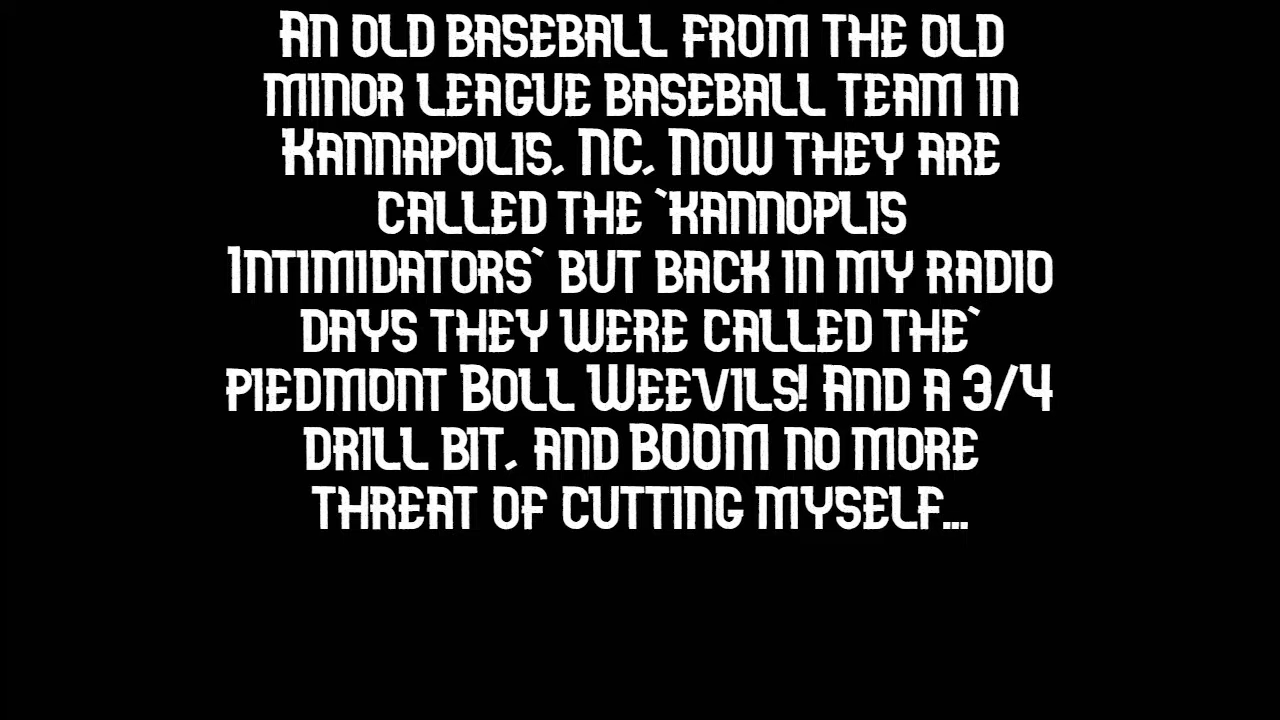 An old baseball from the old
minor league baseball team in
Kannapolis, NC, Now they are
called the `kannoplis
Intimidators` but back in my radio
days they were called the`
piedmont Boll Weevils! And a 3/4
drill bit, and BOOM no more
threat of cutting myself...